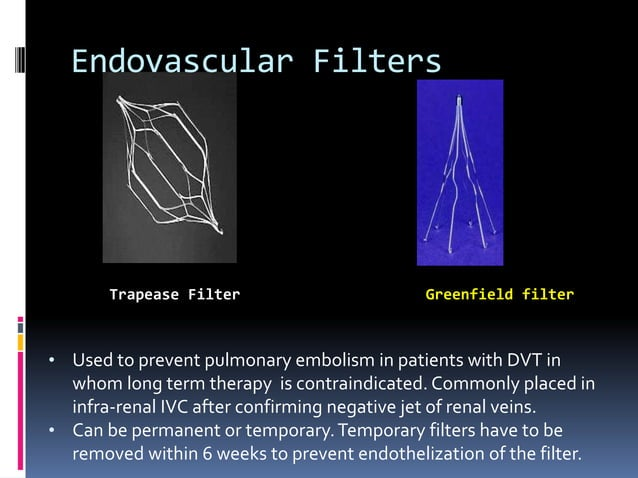 Endovascular Filters
Trapease Filter
Greenfield filter
• Used to prevent pulmonary embolism in patients with DVT in
whom long term therapy is contraindicated. Commonly placed in
infra-renal IVC after confirming negative jet of renal veins.
• Can be permanent or temporary. Temporary filters have to be
removed within 6 weeks to prevent endothelization of the filter.